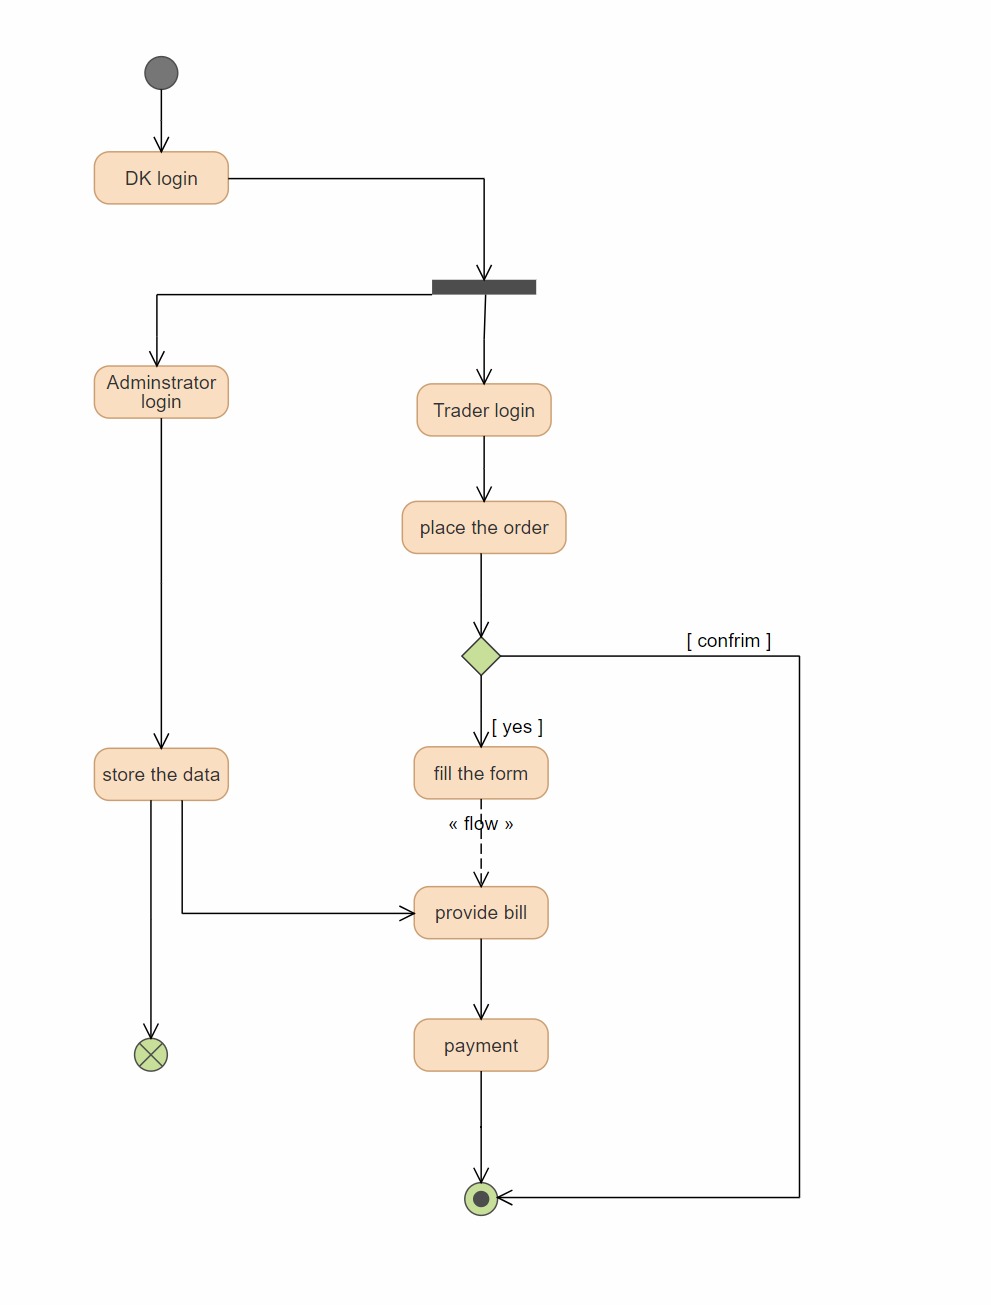 DK login
Adminstrator
login
Trader login
place the order
[ confrim ]
[ yes ]
store the data
fill the form
« flow »
provide bill
payment